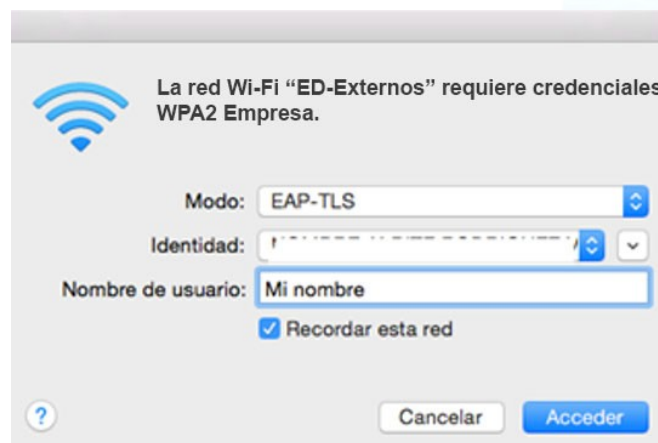 La red Wi-Fi “ED-Externos” requiere credenciales
WPA2 Empresa.
Modo: EAP-TLS
Identidad:
Nombre de usuario: Mi nombre
Recordar esta red
? Cancelar Acceder